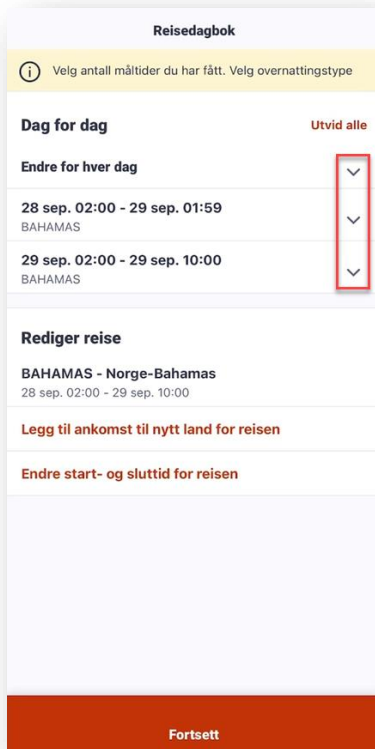 Reisedagbok
Velg antall måltider du har fått. Velg overnattingstype
Dag for dag
Utvid alle
Endre for hver dag
28 sep. 02:00 - 29 sep. 01:59
BAHAMAS
29 sep. 02:00 - 29 sep. 10:00
BAHAMAS
Rediger reise
BAHAMAS - Norge-Bahamas
28 sep. 02:00 - 29 sep. 10:00
Legg til ankomst til nytt land for reisen
Endre start- og sluttid for reisen
Fortsett